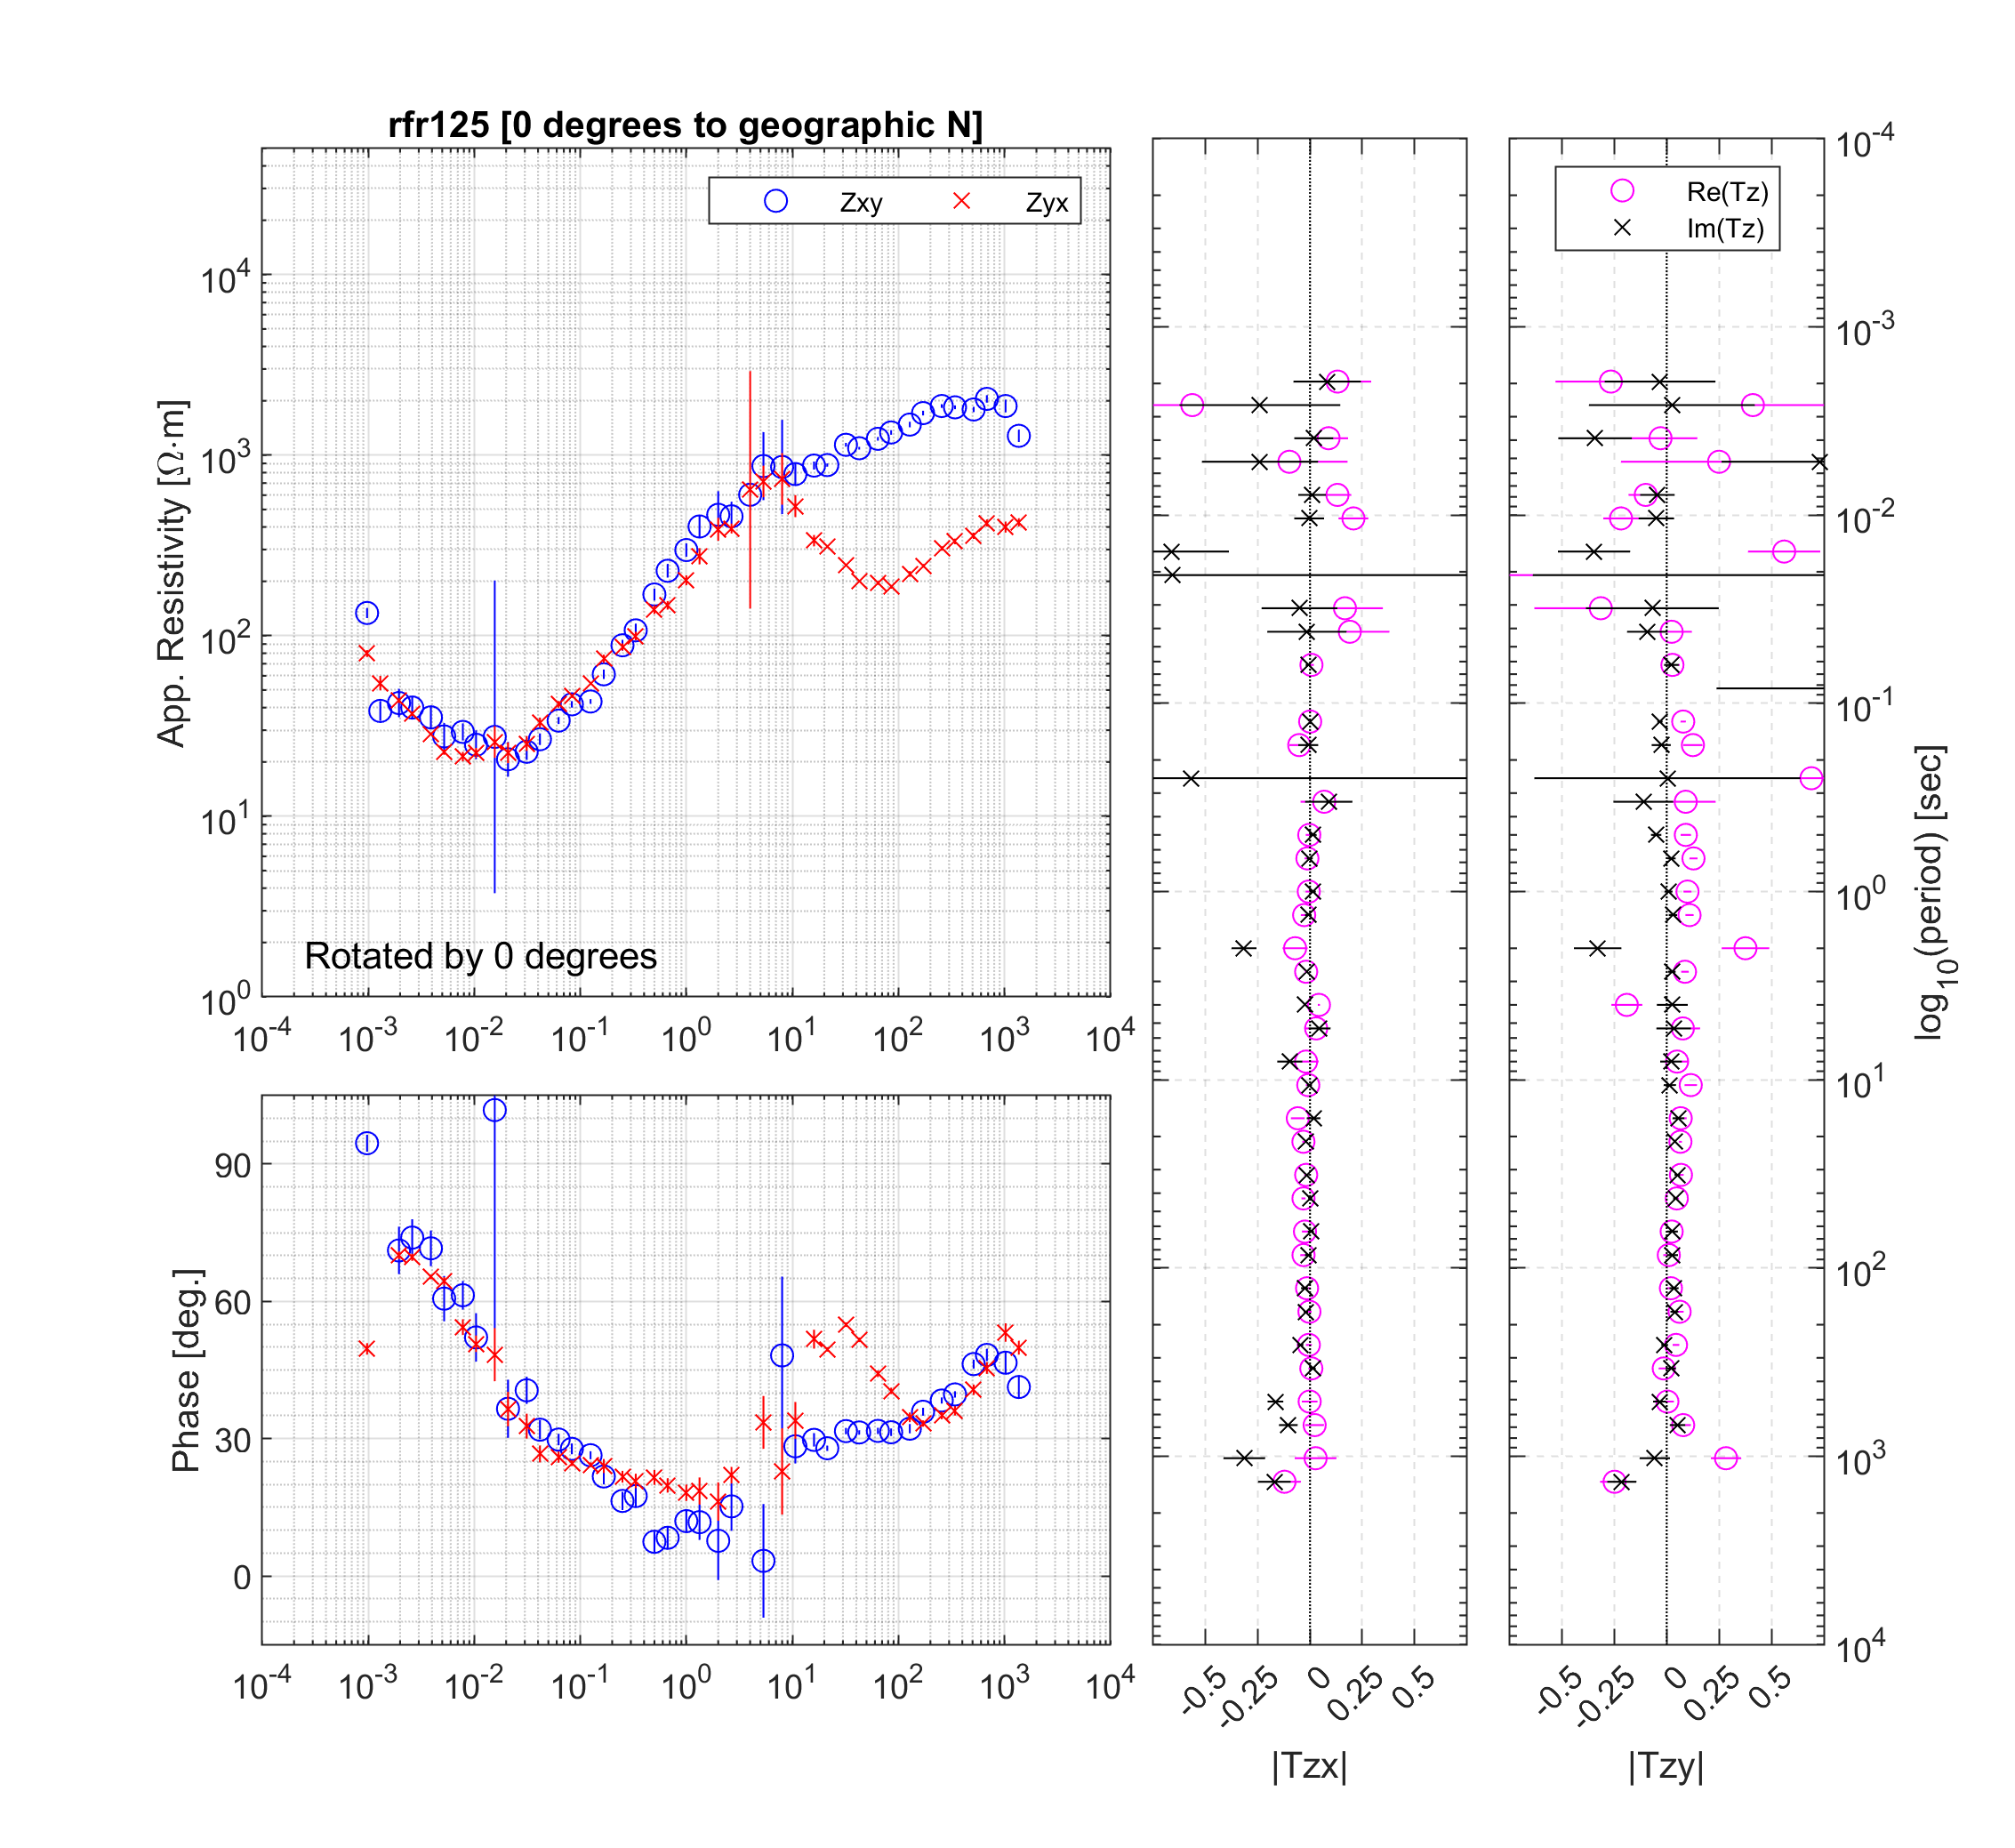 rfr125 [0 degrees to geographic N]
Zxy Zyx
App. Resistivity [Ω·m]
10^4
10^3
10^2
10^1
10^0
Rotated by 0 degrees
10^-4 10^-3 10^-2 10^-1 10^0 10^1 10^2 10^3 10^4
Phase [deg.]
90
60
30
0
10^-4 10^-3 10^-2 10^-1 10^0 10^1 10^2 10^3 10^4
-0.5 -0.25 0 0.25 0.5
|Tzx|
Re(Tz)
Im(Tz)
-0.5 -0.25 0 0.25 0.5
|Tzy|
10^-4
10^-3
10^-2
10^-1
10^0
10^1
10^2
10^3
10^4
log_10(period) [sec]